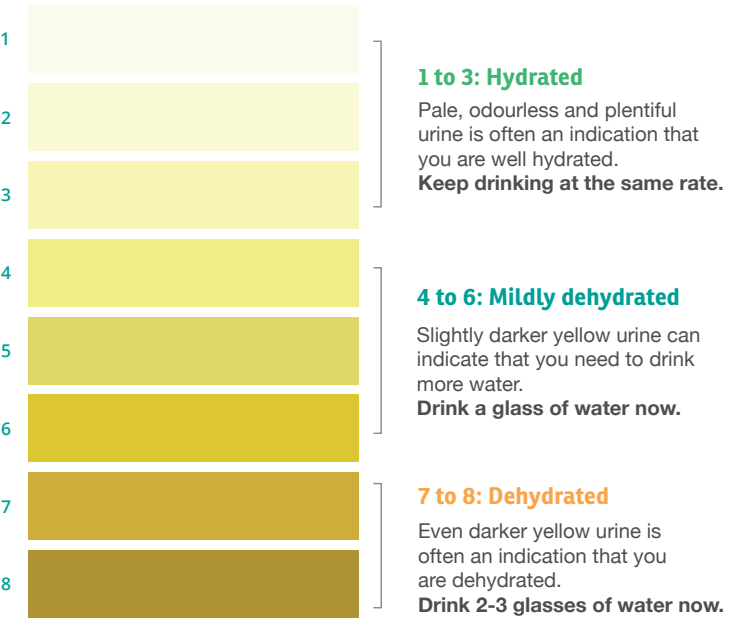 1
2
3
4
5
6
7
8
1 to 3: Hydrated
Pale, odourless and plentiful
urine is often an indication that
you are well hydrated.
Keep drinking at the same rate.
4 to 6: Mildly dehydrated
Slightly darker yellow urine can
indicate that you need to drink
more water.
Drink a glass of water now.
7 to 8: Dehydrated
Even darker yellow urine is
often an indication that you
are dehydrated.
Drink 2-3 glasses of water now.